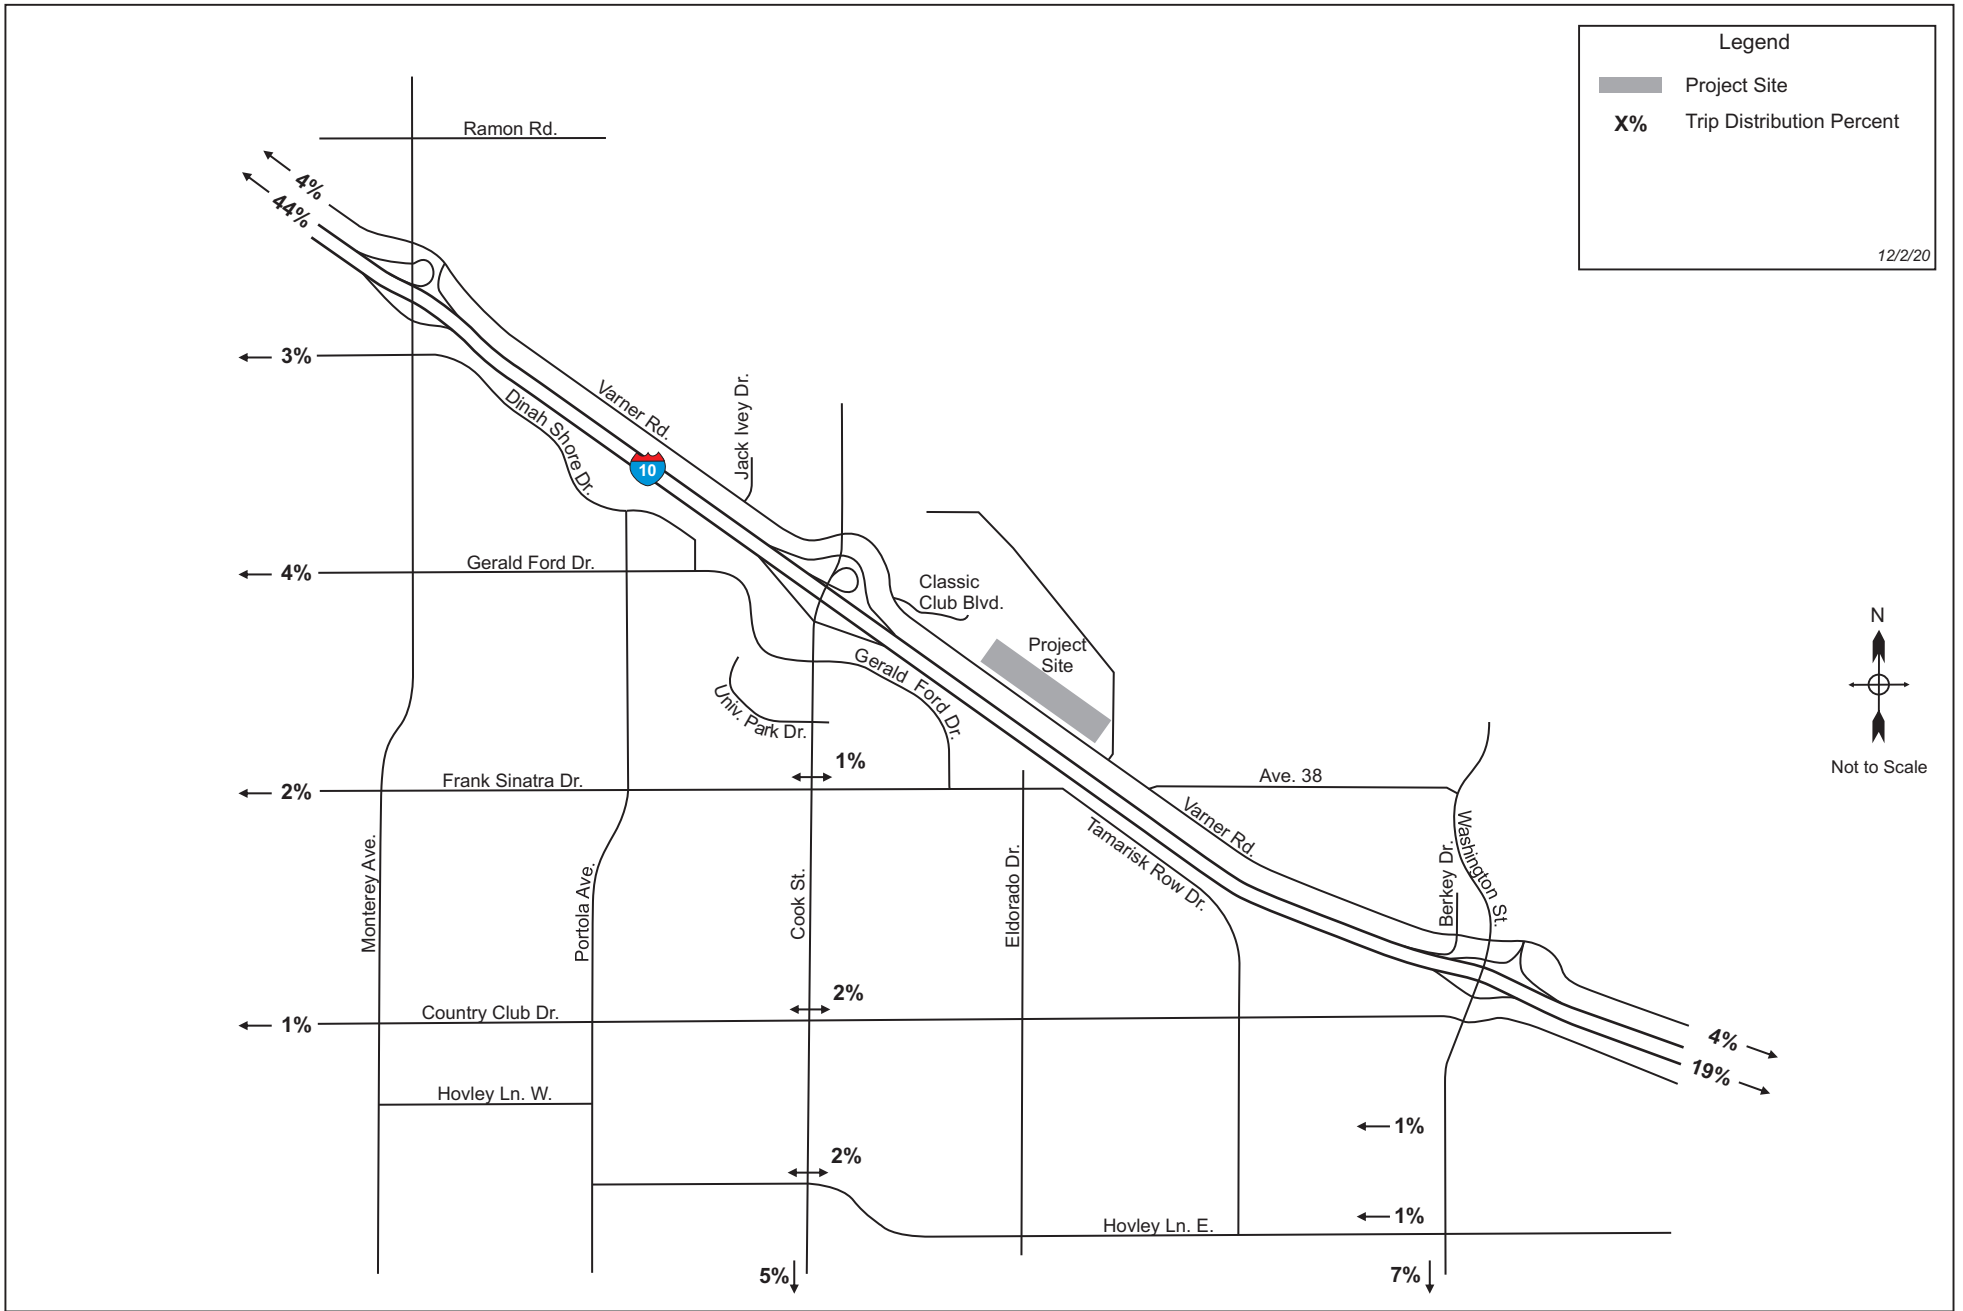 Legend
Project Site
X% Trip Distribution Percent
12/2/20
Ramon Rd.
4%
44%
3%
Varner Rd.
Dinah Shore Dr.
10
Jack Ivey Dr.
4%
Gerald Ford Dr.
Classic
Club Blvd.
Project
Site
Gerald Ford Dr.
Univ. Park Dr.
N
Not to Scale
1%
2%
Frank Sinatra Dr.
Ave. 38
Varner Rd.
Tamarisk Row Dr.
Monterey Ave.
Portola Ave.
Cook St.
Eldorado Dr.
Berkey Dr.
Washington St.
2%
1%
Country Club Dr.
4%
19%
Hovley Ln. W.
1%
2%
1%
Hovley Ln. E.
5%
7%